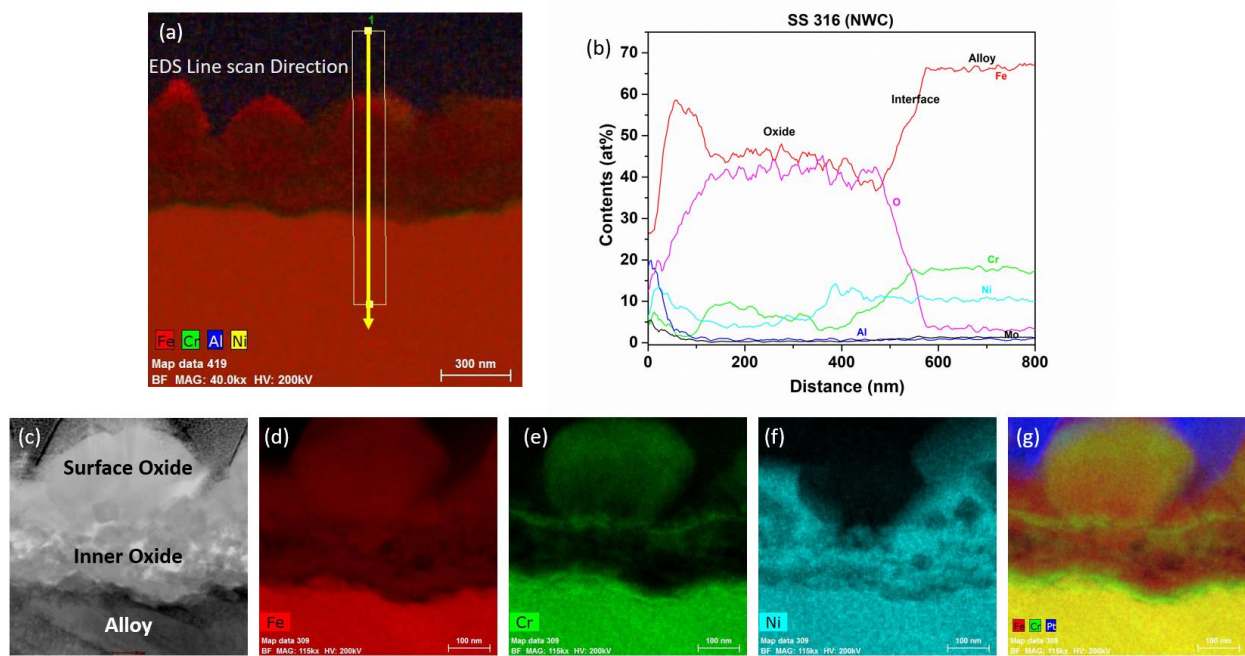 (a)
1
EDS Line scan Direction
Fe Cr Al Ni
Map data 419
BF MAG: 40.0kx HV: 200kV
300 nm
(b)
SS 316 (NWC)
Contents (at%)
70
60
50
40
30
20
10
0
Alloy
Fe
Interface
Oxide
O
Cr
Ni
Al
Mo
0 200 400 600 800
Distance (nm)
(c)
Surface Oxide
Inner Oxide
Alloy
(d)
Fe
Map data 309
BF MAG: 115kx HV: 200kV
100 nm
(e)
Cr
Map data 309
BF MAG: 115kx HV: 200kV
100 nm
(f)
Ni
Map data 309
BF MAG: 115kx HV: 200kV
100 nm
(g)
Fe Cr Pt
Map data 309
BF MAG: 115kx HV: 200kV
100 nm